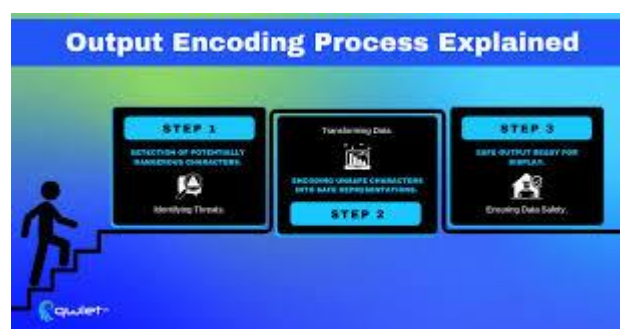 Output Encoding Process Explained
STEP 1
DETECTION OF POTENTIALLY
DANGEROUS CHARACTERS.
Identifying Threats.
Transforming Data.
ENCODING UNSAFE CHARACTERS
INTO SAFE REPRESENTATIONS.
STEP 2
STEP 3
SAFE OUTPUT READY FOR
DISPLAY.
Ensuring Data Safety.
qwiet